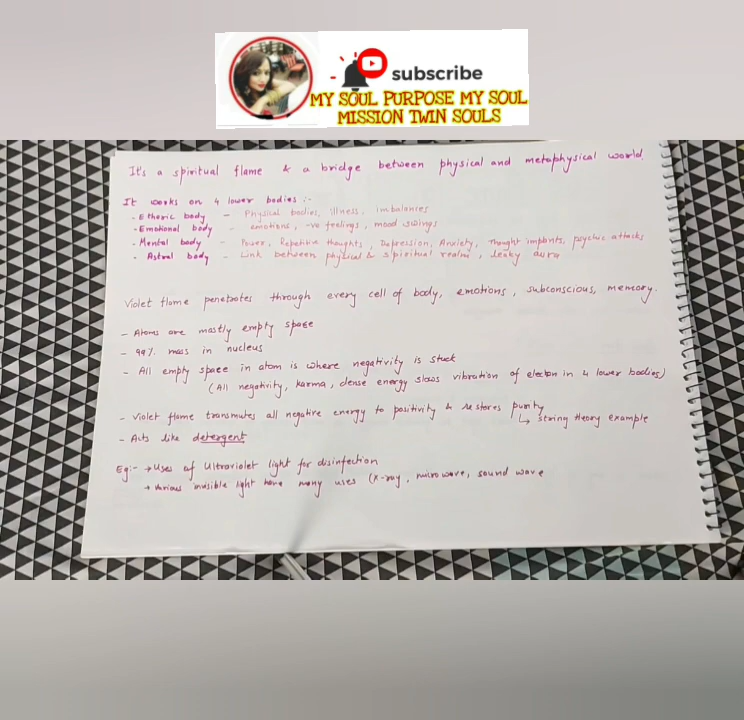 subscribe
MY SOUL PURPOSE MY SOUL
MISSION TWIN SOULS
It's a spiritual flame & a bridge between physical and metaphysical world.
It works on 4 lower bodies :-
- Etheric body - Physical bodies, illness, imbalances
- Emotional body - emotions, -ve feelings, mood swings
- Mental body - Power, Repetitive thoughts, Depression, Anxiety, Thought implants, psychic attacks
- Astral body - Link between physical & spiritual realm, leaky aura
Violet flame penetrates through every cell of body, emotions, subconscious, memory.
- Atoms are mostly empty space
- 99% mass in nucleus
- All empty space in atom is where negativity is stuck
(All negativity, karma, dense energy slows vibration of electron in 4 lower bodies)
- Violet flame transmutes all negative energy to positivity & restores purity
↳ string theory example
- Acts like detergent
Eg:- → Uses of Ultraviolet light for disinfection
→ Various invisible light have many uses (X-ray, microwave, sound wave